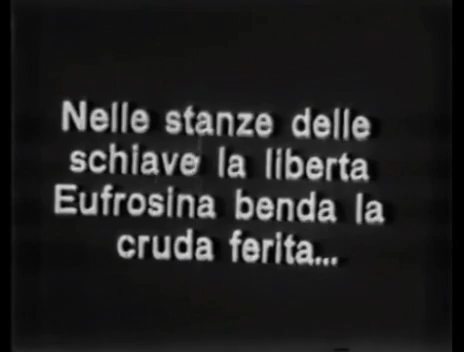 Nelle stanze delle
schiave la liberta
Eufrosina benda la
cruda ferita...